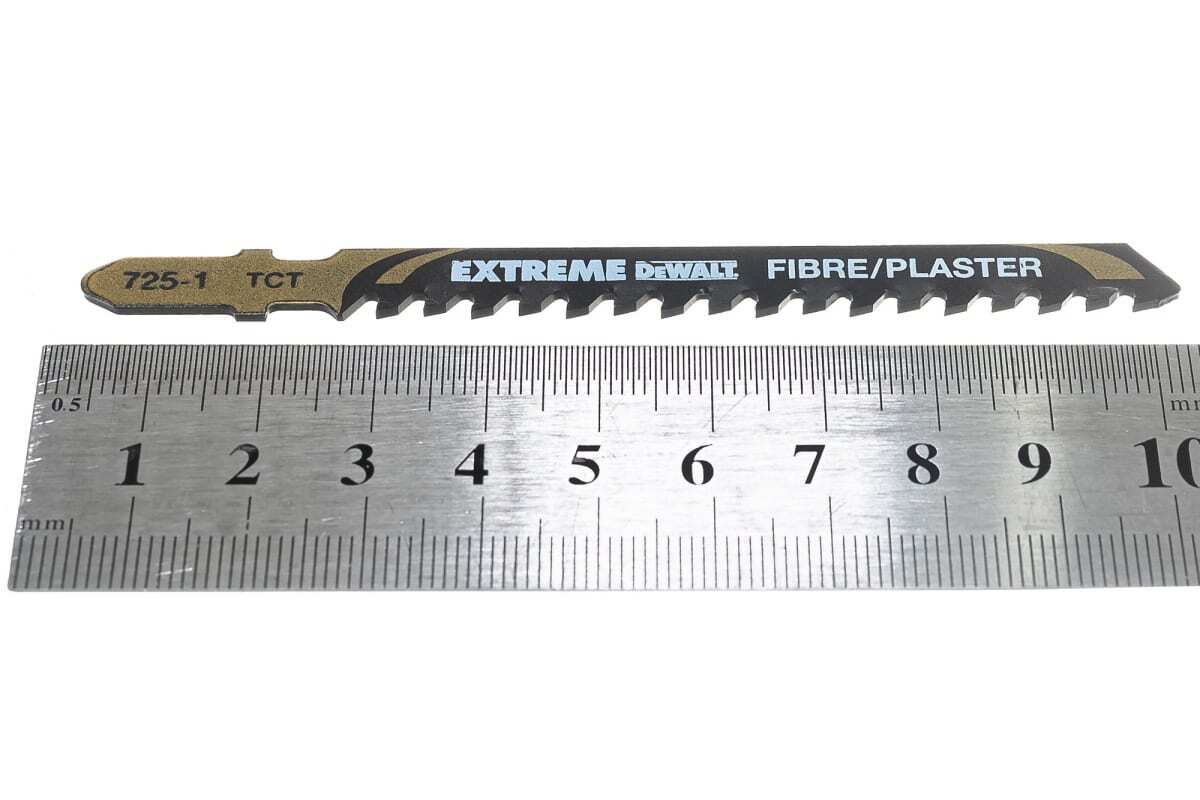 725-1 TCT EXTREME DEWALT. FIBRE/PLASTER
0.5 mm
1 2 3 4 5 6 7 8 9 10
mm